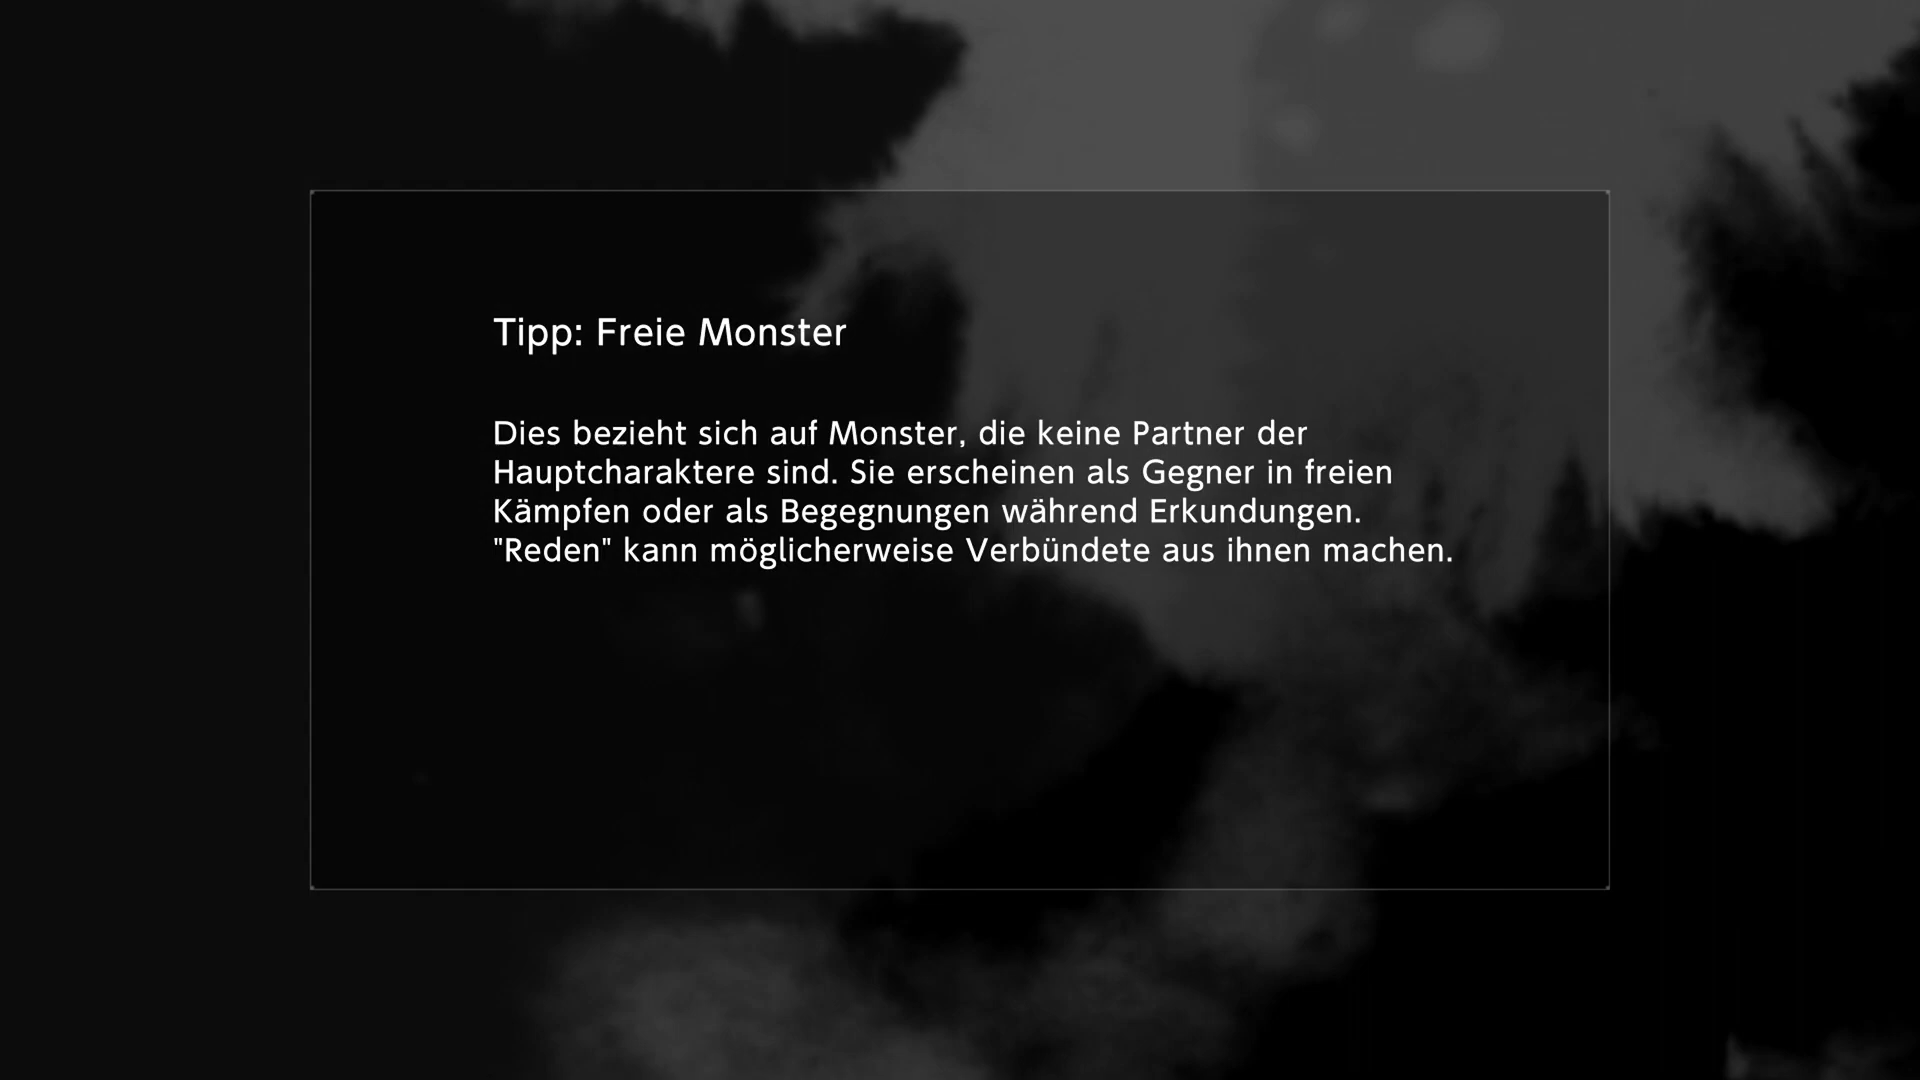 Tipp: Freie Monster
Dies bezieht sich auf Monster, die keine Partner der
Hauptcharaktere sind. Sie erscheinen als Gegner in freien
Kämpfen oder als Begegnungen während Erkundungen.
"Reden" kann möglicherweise Verbündete aus ihnen machen.